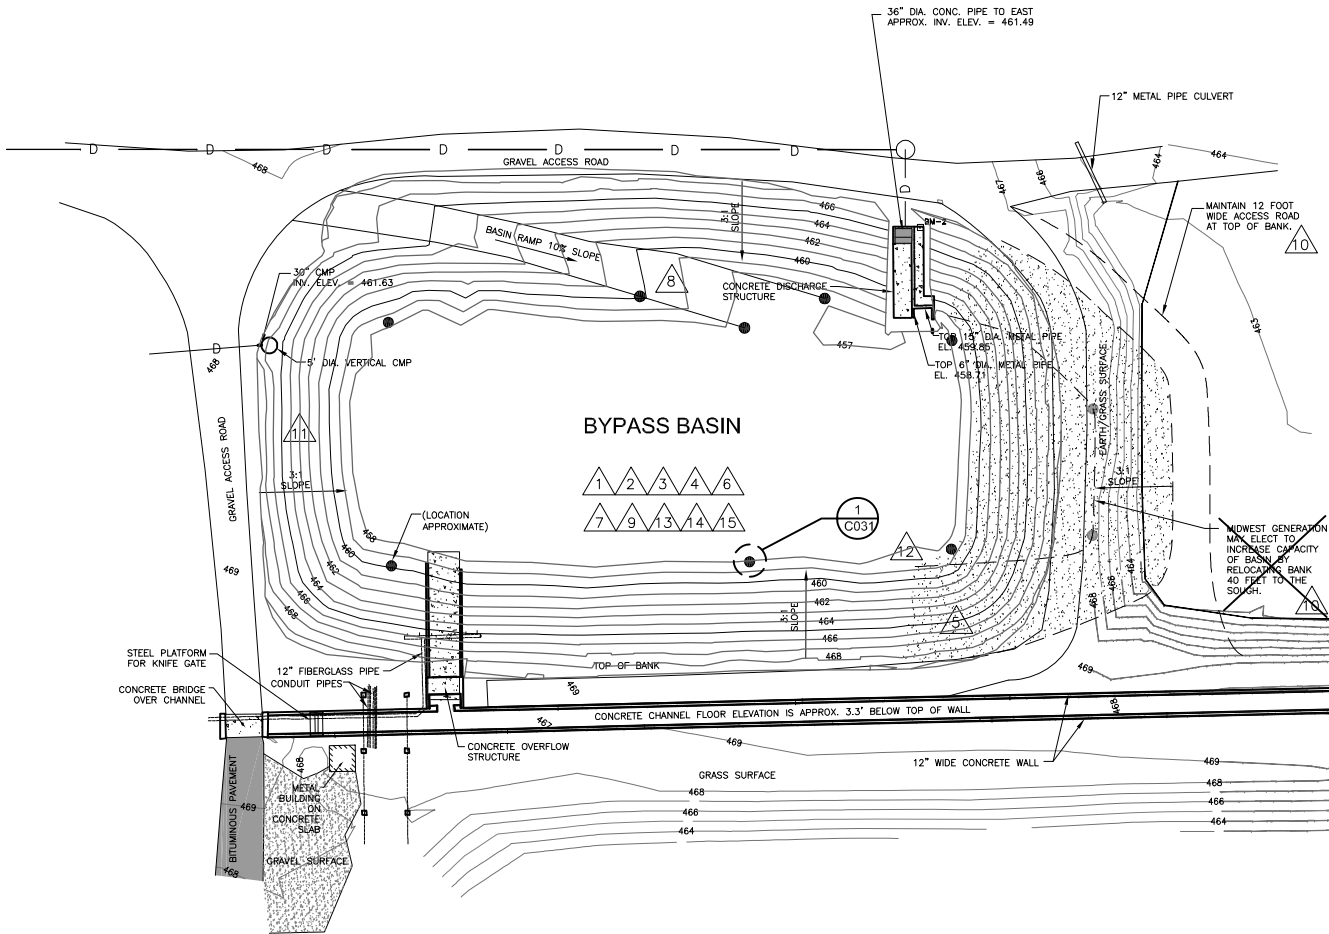 36" DIA. CONC. PIPE TO EAST
APPROX. INV. ELEV. = 461.49
12" METAL PIPE CULVERT
D D D D D D D
GRAVEL ACCESS ROAD
468
467
466
464
464
D
MAINTAIN 12 FOOT
WIDE ACCESS ROAD
AT TOP OF BANK.
10
466
464
462
460
3:1
SLOPE
BM-2
BASIN RAMP 10% SLOPE
8
30" CMP
INV. ELEV. = 461.63
CONCRETE DISCHARGE
STRUCTURE
463
457
TOP 15" DIA. METAL PIPE
EL. 459.85
TOP 6" DIA. METAL PIPE
EL. 458.71
D
468
5' DIA. VERTICAL CMP
EARTH/GRASS SURFACE
BYPASS BASIN
11
GRAVEL ACCESS ROAD
3:1
SLOPE
3:1
SLOPE
1 2 3 4 6
7 9 13 14 15
(LOCATION
APPROXIMATE)
1
C031
12
MIDWEST GENERATION
MAY ELECT TO
INCREASE CAPACITY
OF BASIN BY
RELOCATING BANK
40 FEET TO THE
SOUGH.
10
458
460
462
464
466
468
469
460
462
464
466
468
3:1
SLOPE
5
464
466
468
STEEL PLATFORM
FOR KNIFE GATE
12" FIBERGLASS PIPE
CONDUIT PIPES
TOP OF BANK
469
469
CONCRETE BRIDGE
OVER CHANNEL
467
CONCRETE CHANNEL FLOOR ELEVATION IS APPROX. 3.3' BELOW TOP OF WALL
468
CONCRETE OVERFLOW
STRUCTURE
469
12" WIDE CONCRETE WALL
469
GRASS SURFACE
468
468
466
466
464
464
468
469
METAL
BUILDING
ON
CONCRETE
SLAB
BITUMINOUS PAVEMENT
GRAVEL SURFACE
468